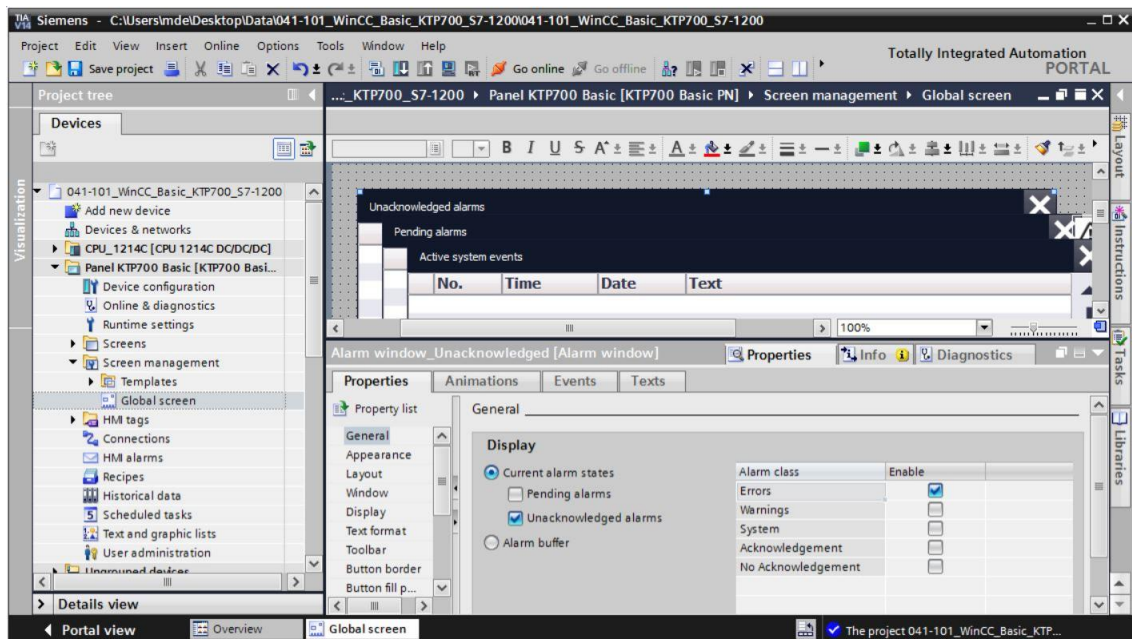 TIA V14 Siemens - C:\Users\mde\Desktop\Data\041-101_WinCC_Basic_KTP700_S7-1200\041-101_WinCC_Basic_KTP700_S7-1200
Project Edit View Insert Online Options Tools Window Help
Save project Go online Go offline
Totally Integrated Automation
PORTAL
Project tree
...:_KTP700_S7-1200 Panel KTP700 Basic [KTP700 Basic PN] Screen management Global screen
Devices
B I U S A A
Visualization
041-101_WinCC_Basic_KTP700_S7-1200
Add new device
Devices & networks
CPU_1214C [CPU 1214C DC/DC/DC]
Panel KTP700 Basic [KTP700 Basi...
Device configuration
Online & diagnostics
Runtime settings
Screens
Screen management
Templates
Global screen
HMI tags
Connections
HMI alarms
Recipes
Historical data
Scheduled tasks
Text and graphic lists
User administration
Ungrouped devices
Details view
Unacknowledged alarms
Pending alarms
Active system events
No. Time Date Text
100%
Alarm window_Unacknowledged [Alarm window]
Properties Info Diagnostics
Properties Animations Events Texts
Property list
General
Appearance
Layout
Window
Display
Text format
Toolbar
Button border
Button fill p...
General
Display
Current alarm states
Pending alarms
Unacknowledged alarms
Alarm buffer
Alarm class Enable
Errors
Warnings
System
Acknowledgement
No Acknowledgement
Layout
Instructions
Tasks
Libraries
Portal view Overview Global screen
The project 041-101_WinCC_Basic_KTP...